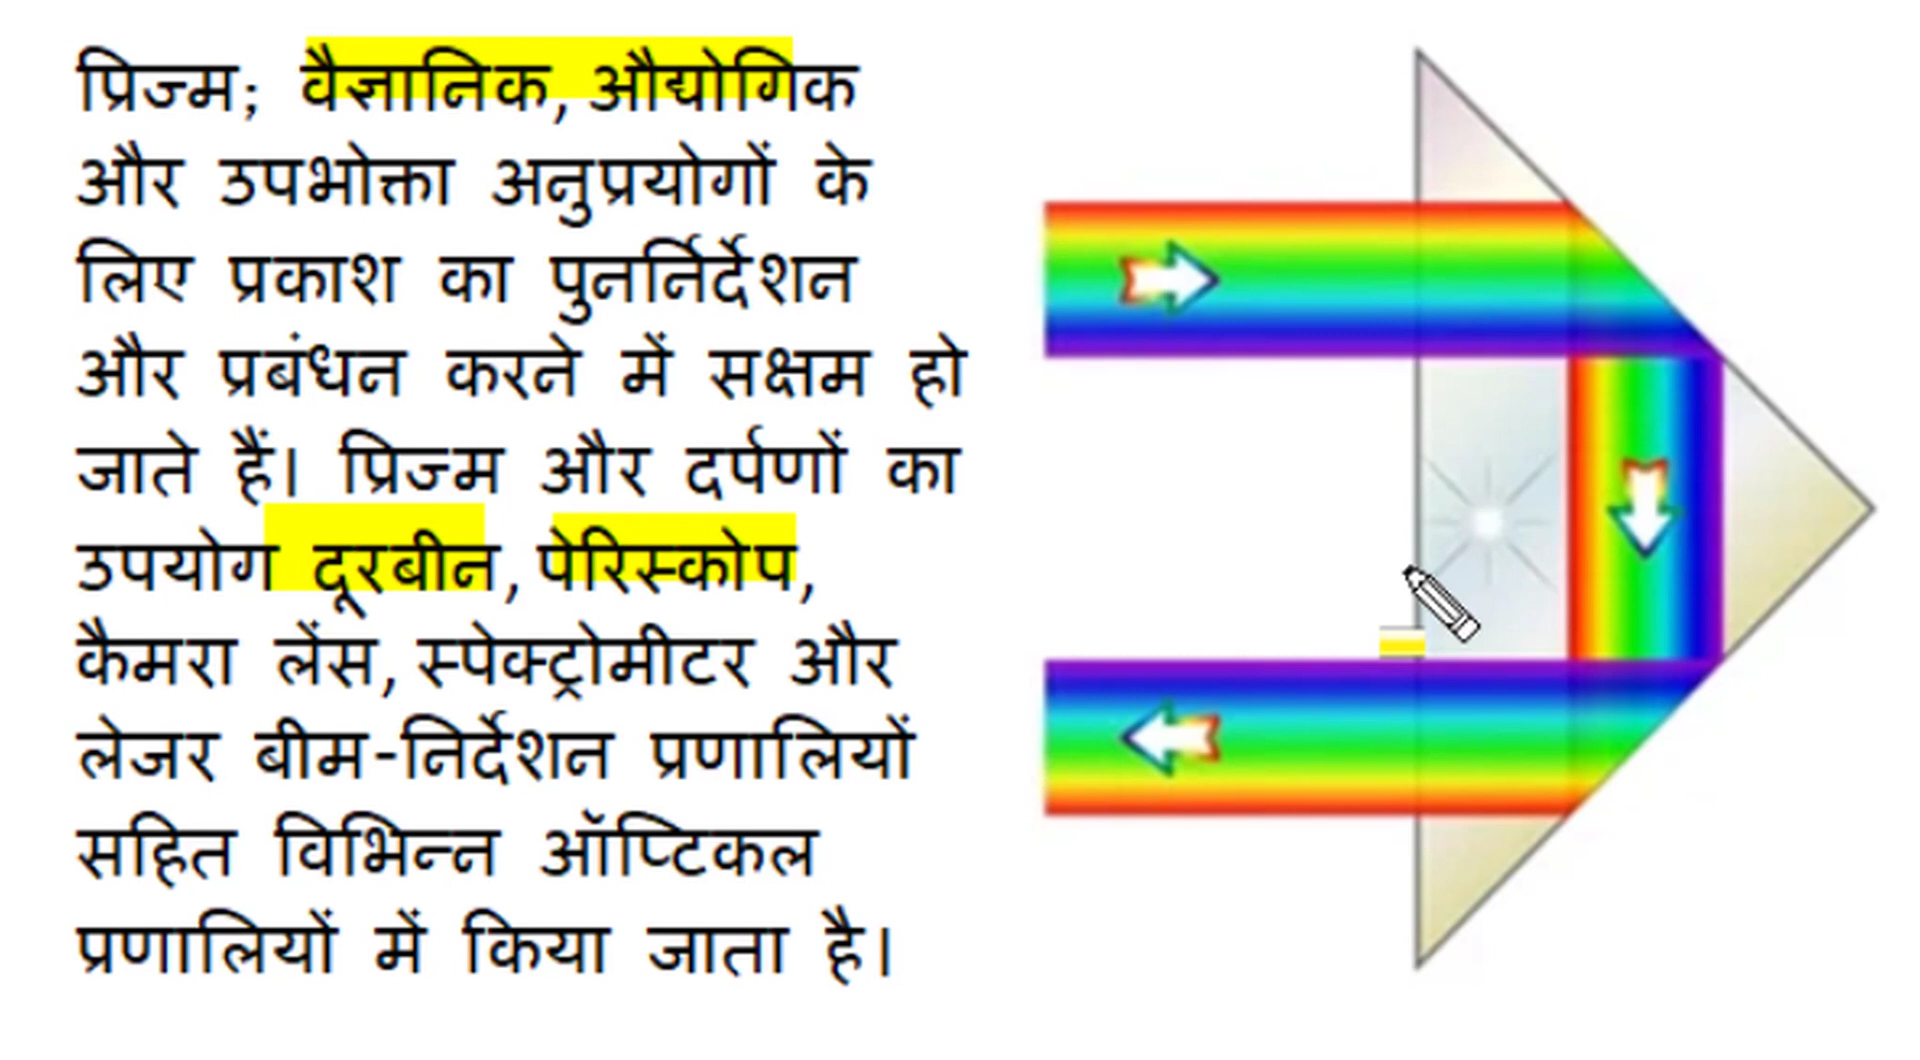 प्रिज्म; वैज्ञानिक, औद्योगिक
और उपभोक्ता अनुप्रयोगों के
लिए प्रकाश का पुनर्निर्देशन
और प्रबंधन करने में सक्षम हो
जाते हैं। प्रिज्म और दर्पणों का
उपयोग दूरबीन, पेरिस्कोप,
कैमरा लेंस, स्पेक्ट्रोमीटर और
लेजर बीम-निर्देशन प्रणालियों
सहित विभिन्न ऑप्टिकल
प्रणालियों में किया जाता है।